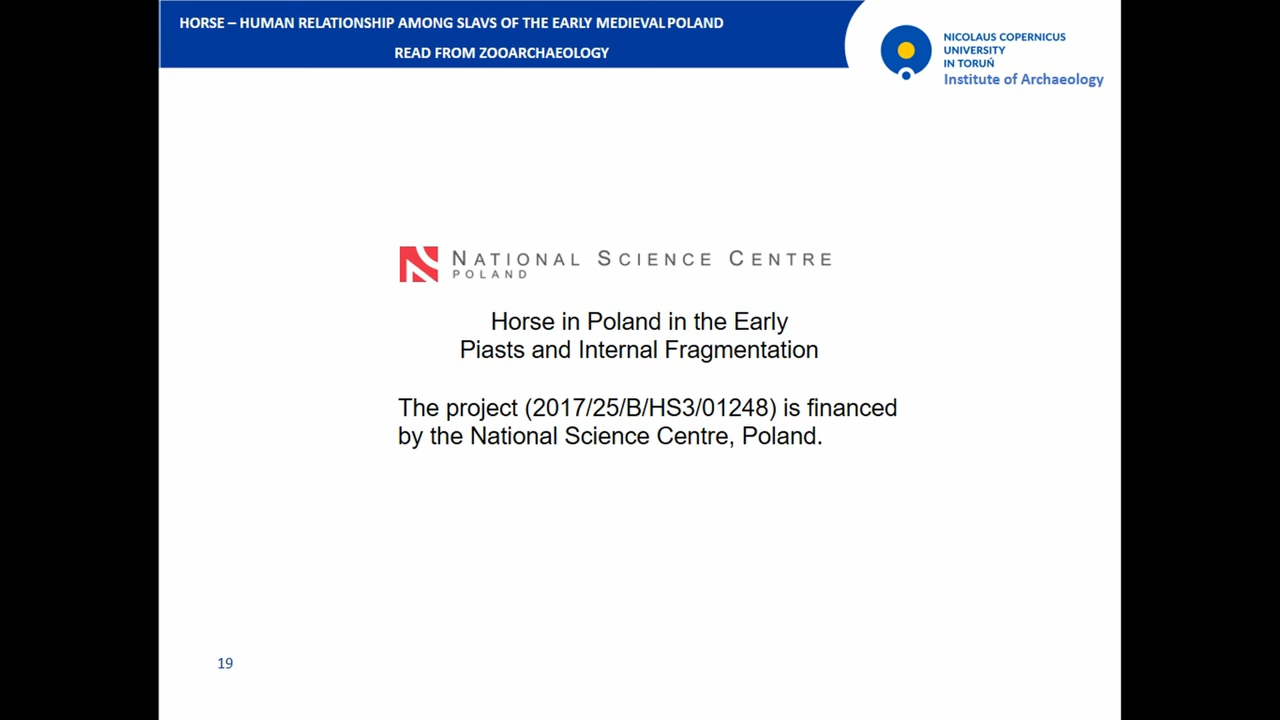 HORSE – HUMAN RELATIONSHIP AMONG SLAVS OF THE EARLY MEDIEVAL POLAND
READ FROM ZOOARCHAEOLOGY
NICOLAUS COPERNICUS
UNIVERSITY
IN TORUŃ
Institute of Archaeology
NATIONAL SCIENCE CENTRE
POLAND
Horse in Poland in the Early
Piasts and Internal Fragmentation
The project (2017/25/B/HS3/01248) is financed
by the National Science Centre, Poland.
19